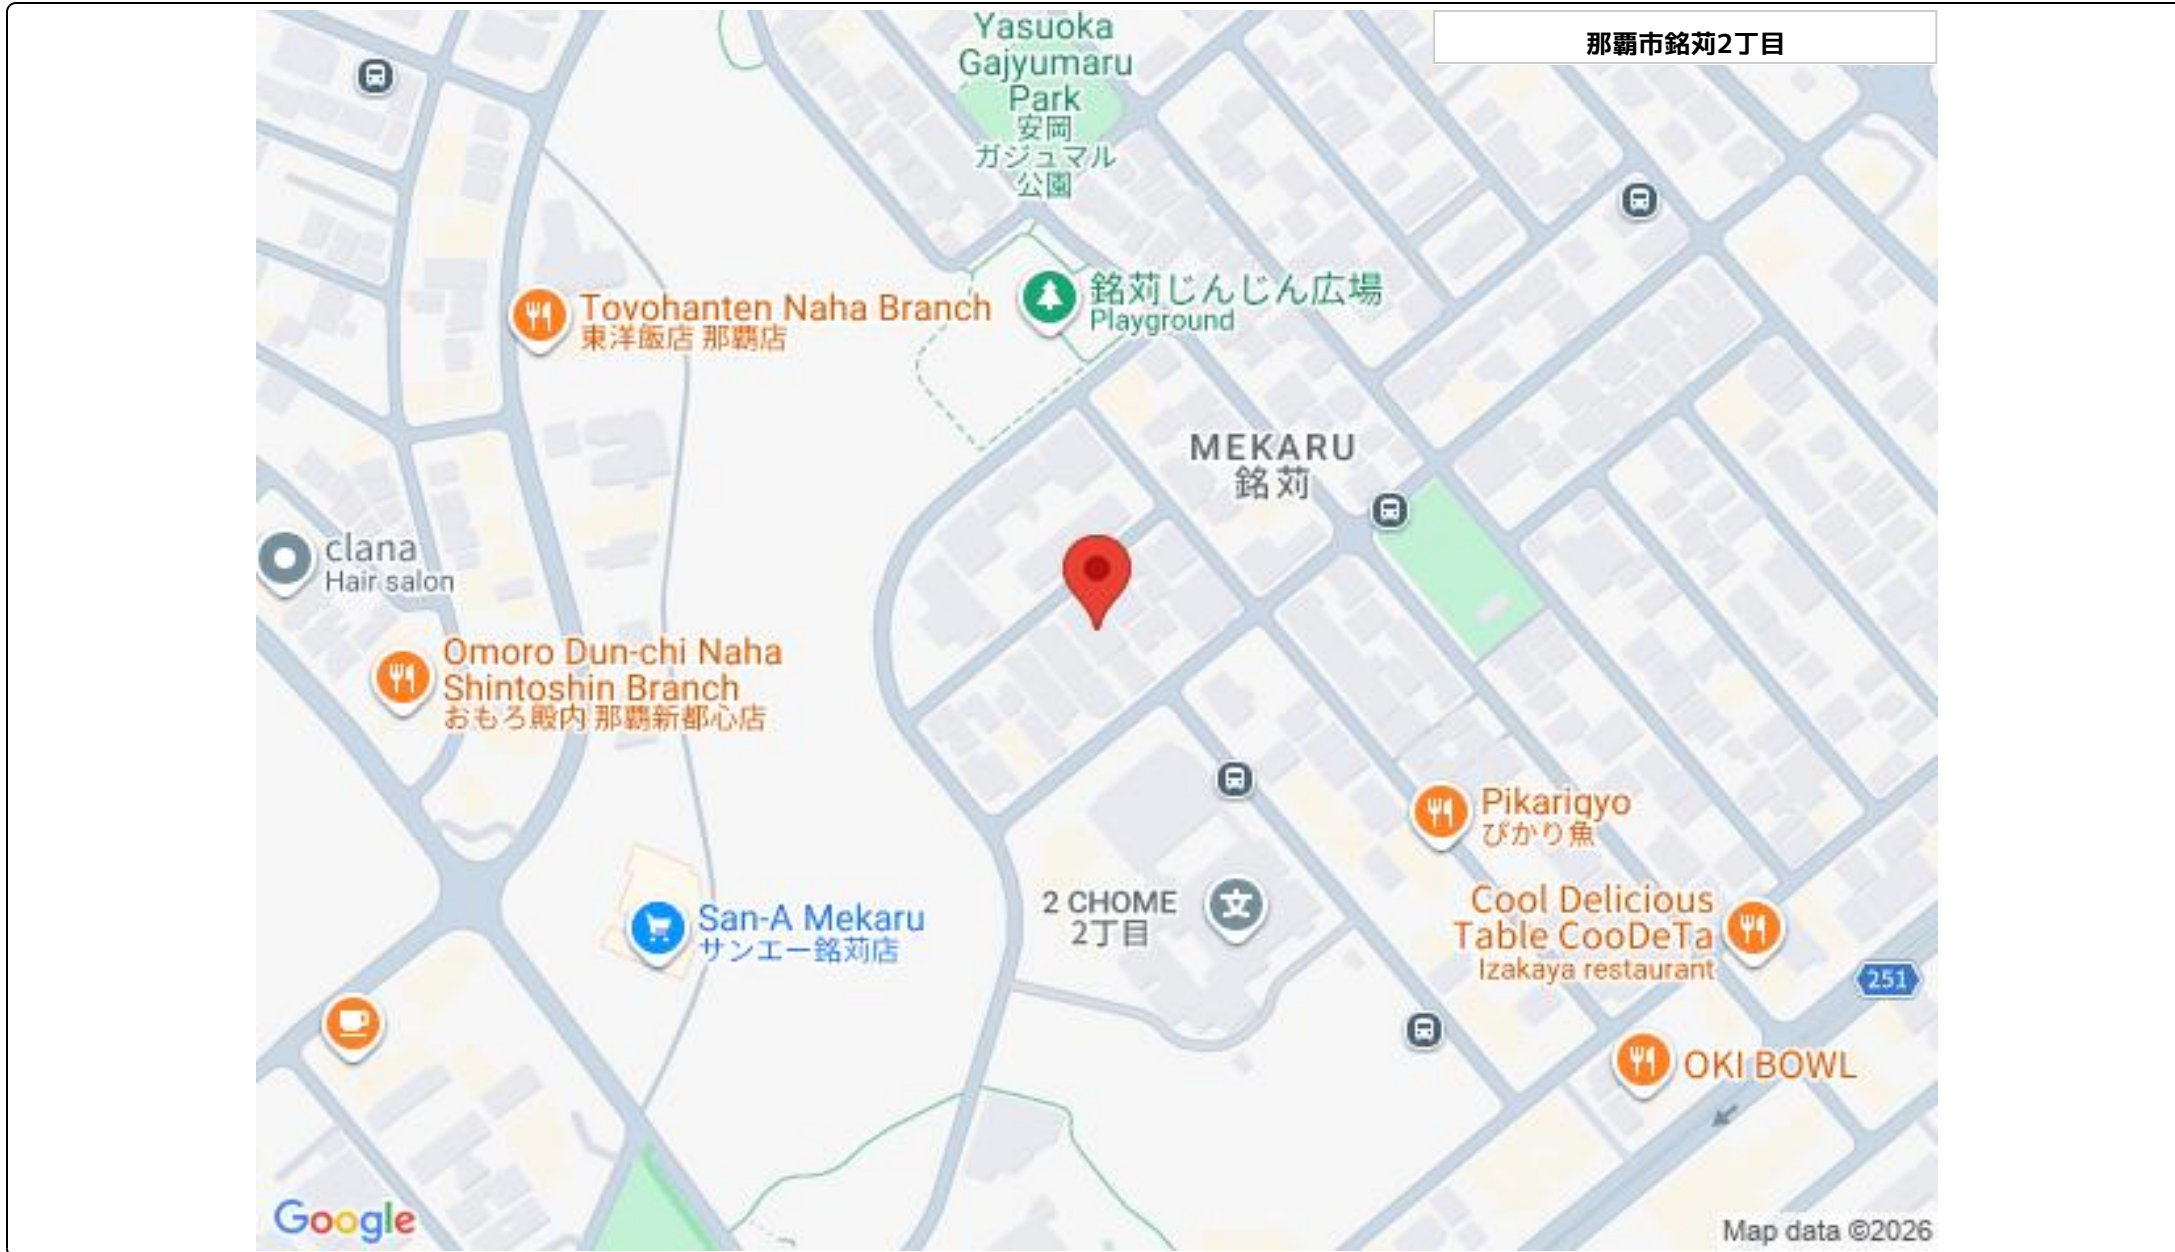 那覇市銘苅2丁目
Yasuoka
Gajyumaru
Park
安岡
ガジュマル
公園
Tovohanten Naha Branch
東洋飯店 那覇店
銘苅じんじん広場
Playground
MEKARU
銘苅
clana
Hair salon
Omoro Dun-chi Naha
Shintoshin Branch
おもろ殿内 那覇新都心店
Pikarigyo
ぴかり魚
2 CHOME
2丁目
文
San-A Mekaru
サンエー銘苅店
Cool Delicious
Table CooDeTa
Izakaya restaurant
251
OKI BOWL
Google
Map data ©2026